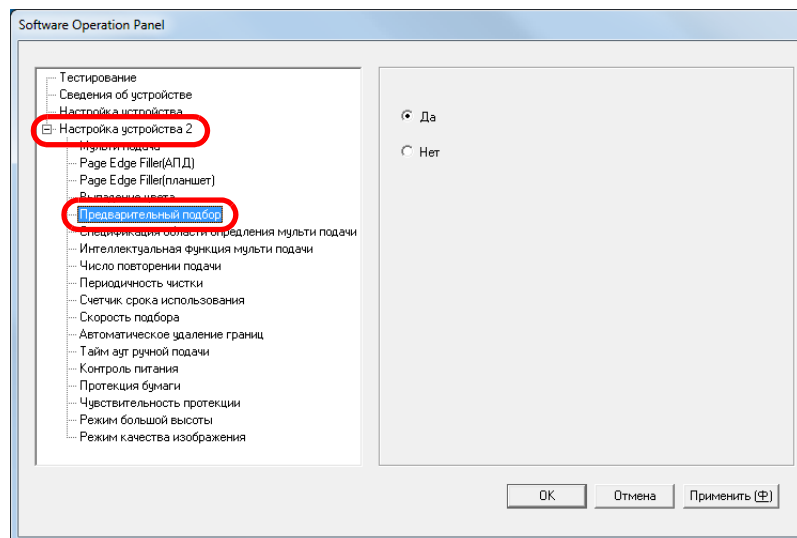 Software Operation Panel
Тестирование
Сведения об устройстве
Настройка устройства
Настройка устройства 2
Мульти подача
Page Edge Filler(АПД)
Page Edge Filler(планшет)
Выпадение цвета
Предварительный подбор
Спецификация области опредления мульти подачи
Интеллектуальная функция мульти подачи
Число повторении подачи
Периодичность чистки
Счетчик срока использования
Скорость подбора
Автоматическое удаление границ
Тайм аут ручной подачи
Контроль питания
Протекция бумаги
Чувствительность протекции
Режим большой высоты
Режим качества изображения
Да
Нет
OK
Отмена
Применить (Ф)